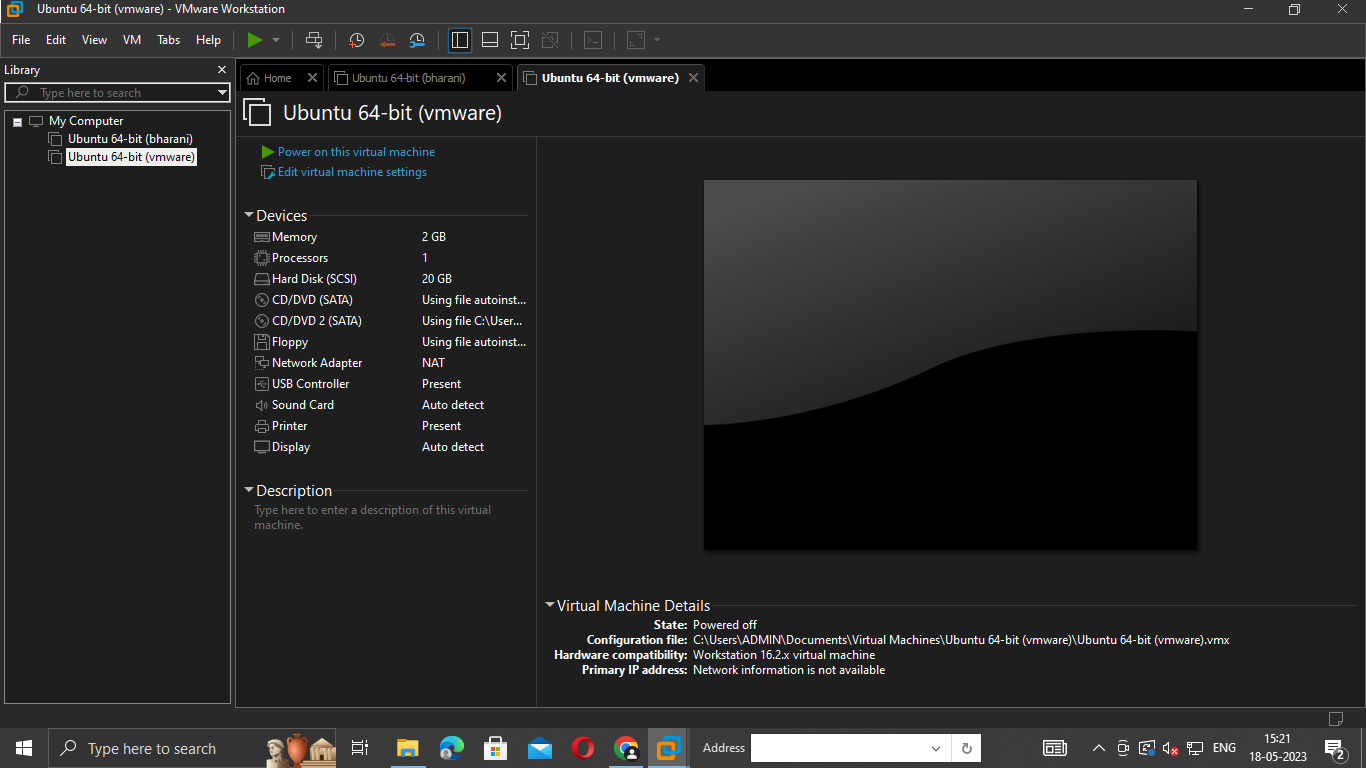 Ubuntu 64-bit (vmware) - VMware Workstation
File Edit View VM Tabs Help
Library
Type here to search
My Computer
Ubuntu 64-bit (bharani)
Ubuntu 64-bit (vmware)
Home
Ubuntu 64-bit (bharani)
Ubuntu 64-bit (vmware)
Ubuntu 64-bit (vmware)
Power on this virtual machine
Edit virtual machine settings
Devices
Memory 2 GB
Processors 1
Hard Disk (SCSI) 20 GB
CD/DVD (SATA) Using file autoinst...
CD/DVD 2 (SATA) Using file C:\User...
Floppy Using file autoinst...
Network Adapter NAT
USB Controller Present
Sound Card Auto detect
Printer Present
Display Auto detect
Description
Type here to enter a description of this virtual
machine.
Virtual Machine Details
State: Powered off
Configuration file: C:\Users\ADMIN\Documents\Virtual Machines\Ubuntu 64-bit (vmware)\Ubuntu 64-bit (vmware).vmx
Hardware compatibility: Workstation 16.2.x virtual machine
Primary IP address: Network information is not available
Type here to search
Address
ENG
15:21
18-05-2023
2